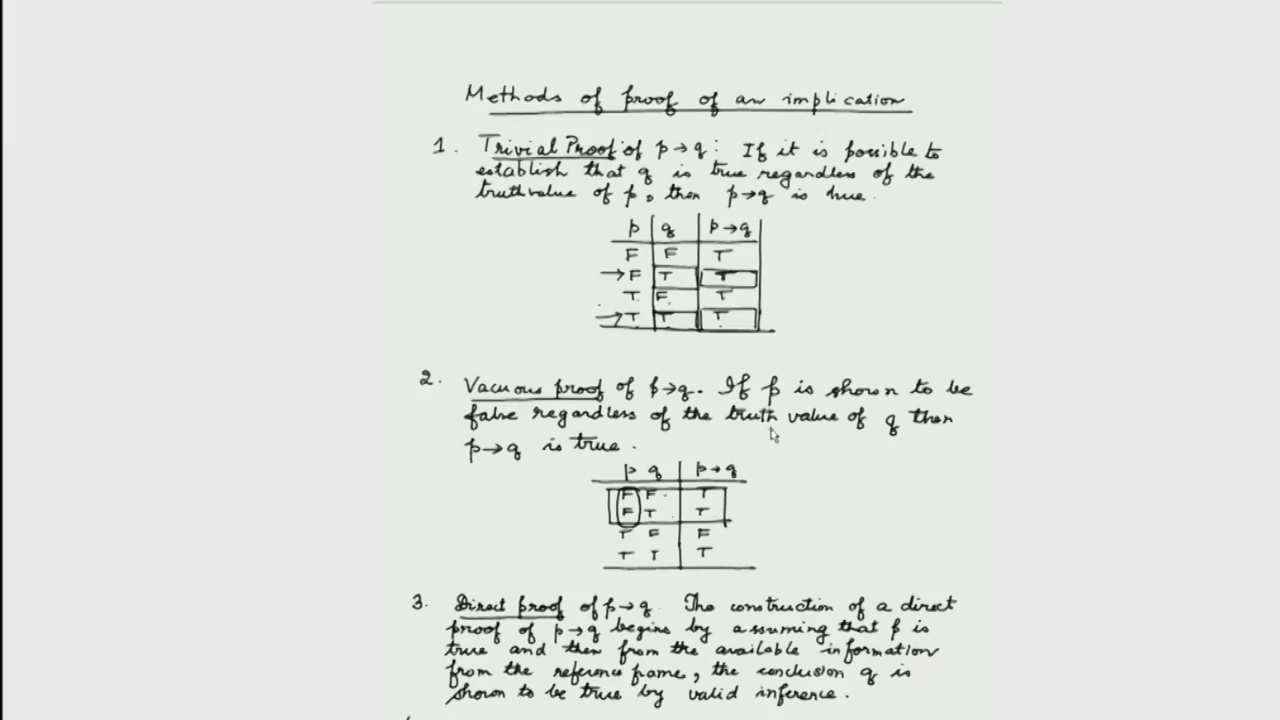 Methods of proof of an implication
1. Trivial Proof of p→q: If it is possible to
establish that q is true regardless of the
truth value of p, then p→q is true.
p q p→q
F F T
→ F T T
T F T
→ T T T
2. Vacuous proof of p→q. If p is shown to be
false regardless of the truth value of q then
p→q is true.
p q p→q
F F T
F T T
T F F
T T T
3. Direct proof of p→q. The construction of a direct
proof of p→q begins by assuming that p is
true and then from the available information
from the reference frame, the conclusion q is
shown to be true by valid inference.